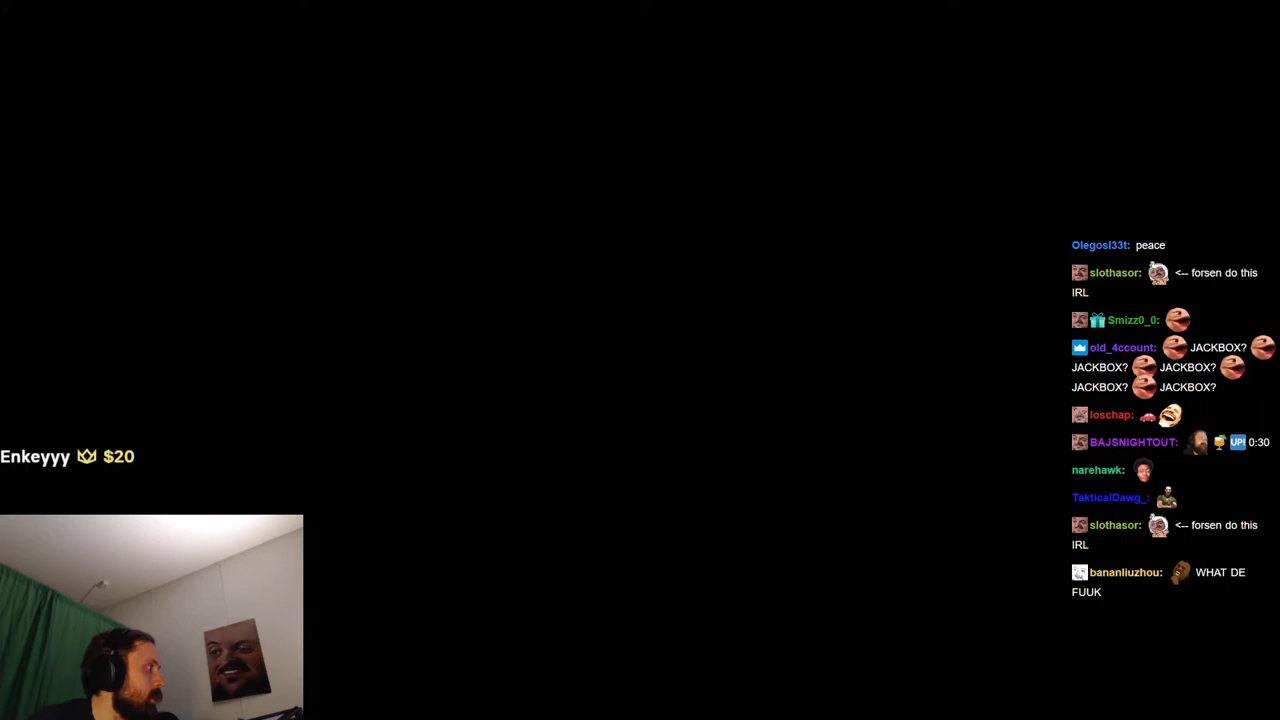 Olegosl33t: peace
slothasor: <-- forsen do this
IRL
Smizz0_0:
old_4ccount: JACKBOX?
JACKBOX? JACKBOX?
JACKBOX? JACKBOX?
loschap:
BAJSNIGHTOUT: UP! 0:30
narehawk:
TakticalDawg_:
slothasor: <-- forsen do this
IRL
bananliuzhou: WHAT DE
FUUK
Enkeyyy $20